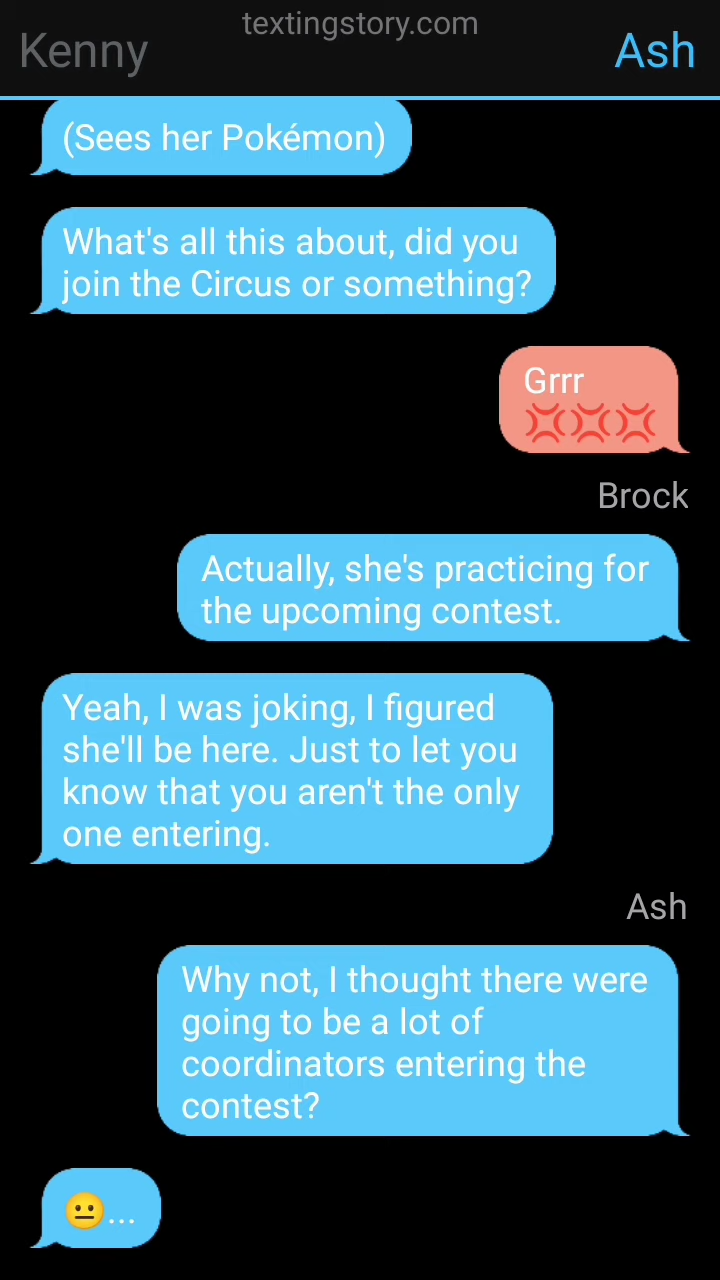 textingstory.com
Kenny
Ash
(Sees her Pokémon)
What's all this about, did you
join the Circus or something?
Grrr
💢💢💢
Brock
Actually, she's practicing for
the upcoming contest.
Yeah, I was joking, I figured
she'll be here. Just to let you
know that you aren't the only
one entering.
Ash
Why not, I thought there were
going to be a lot of
coordinators entering the
contest?
😐...